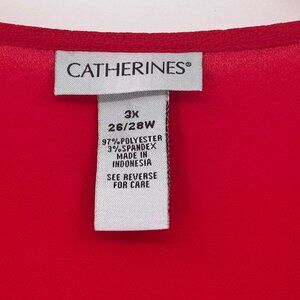 CATHERINES®
3X
26/28W
97% POLYESTER
3% SPANDEX
MADE IN
INDONESIA
SEE REVERSE
FOR CARE